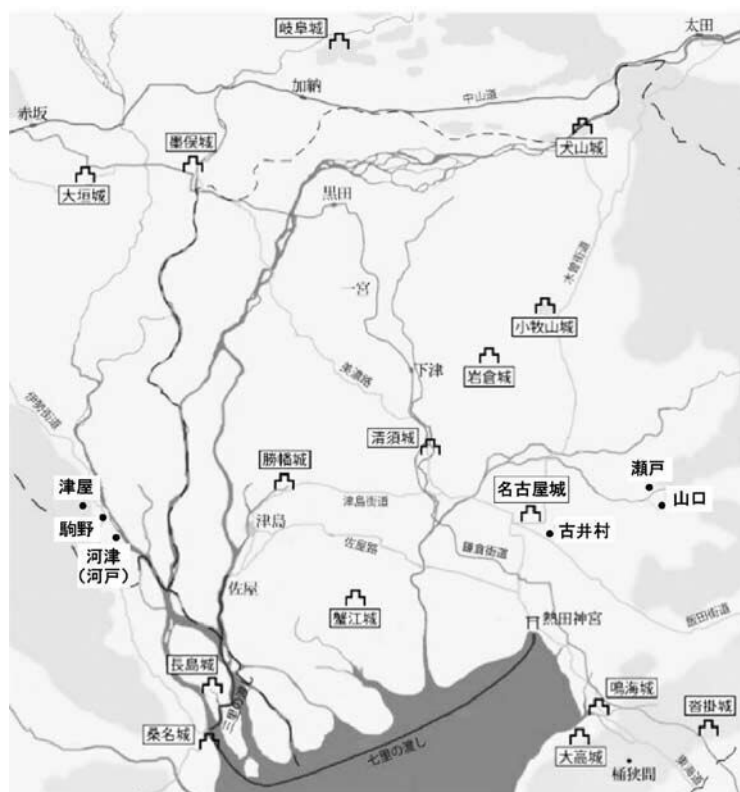 岐阜城
太田
加納
中山道
赤坂
墨俣城
犬山城
大垣城
黒田
木曽街道
一宮
小牧山城
岩倉城
下津
美濃路
伊勢街道
清須城
勝幡城
瀬戸
津屋
名古屋城
山口
津島街道
駒野
津島
古井村
河津
(河戸)
佐屋路
鎌倉街道
佐屋
蟹江城
飯田街道
熱田神宮
長島城
三里の渡し
鳴海城
沓掛城
桑名城
七里の渡し
大高城
東海道
桶狭間